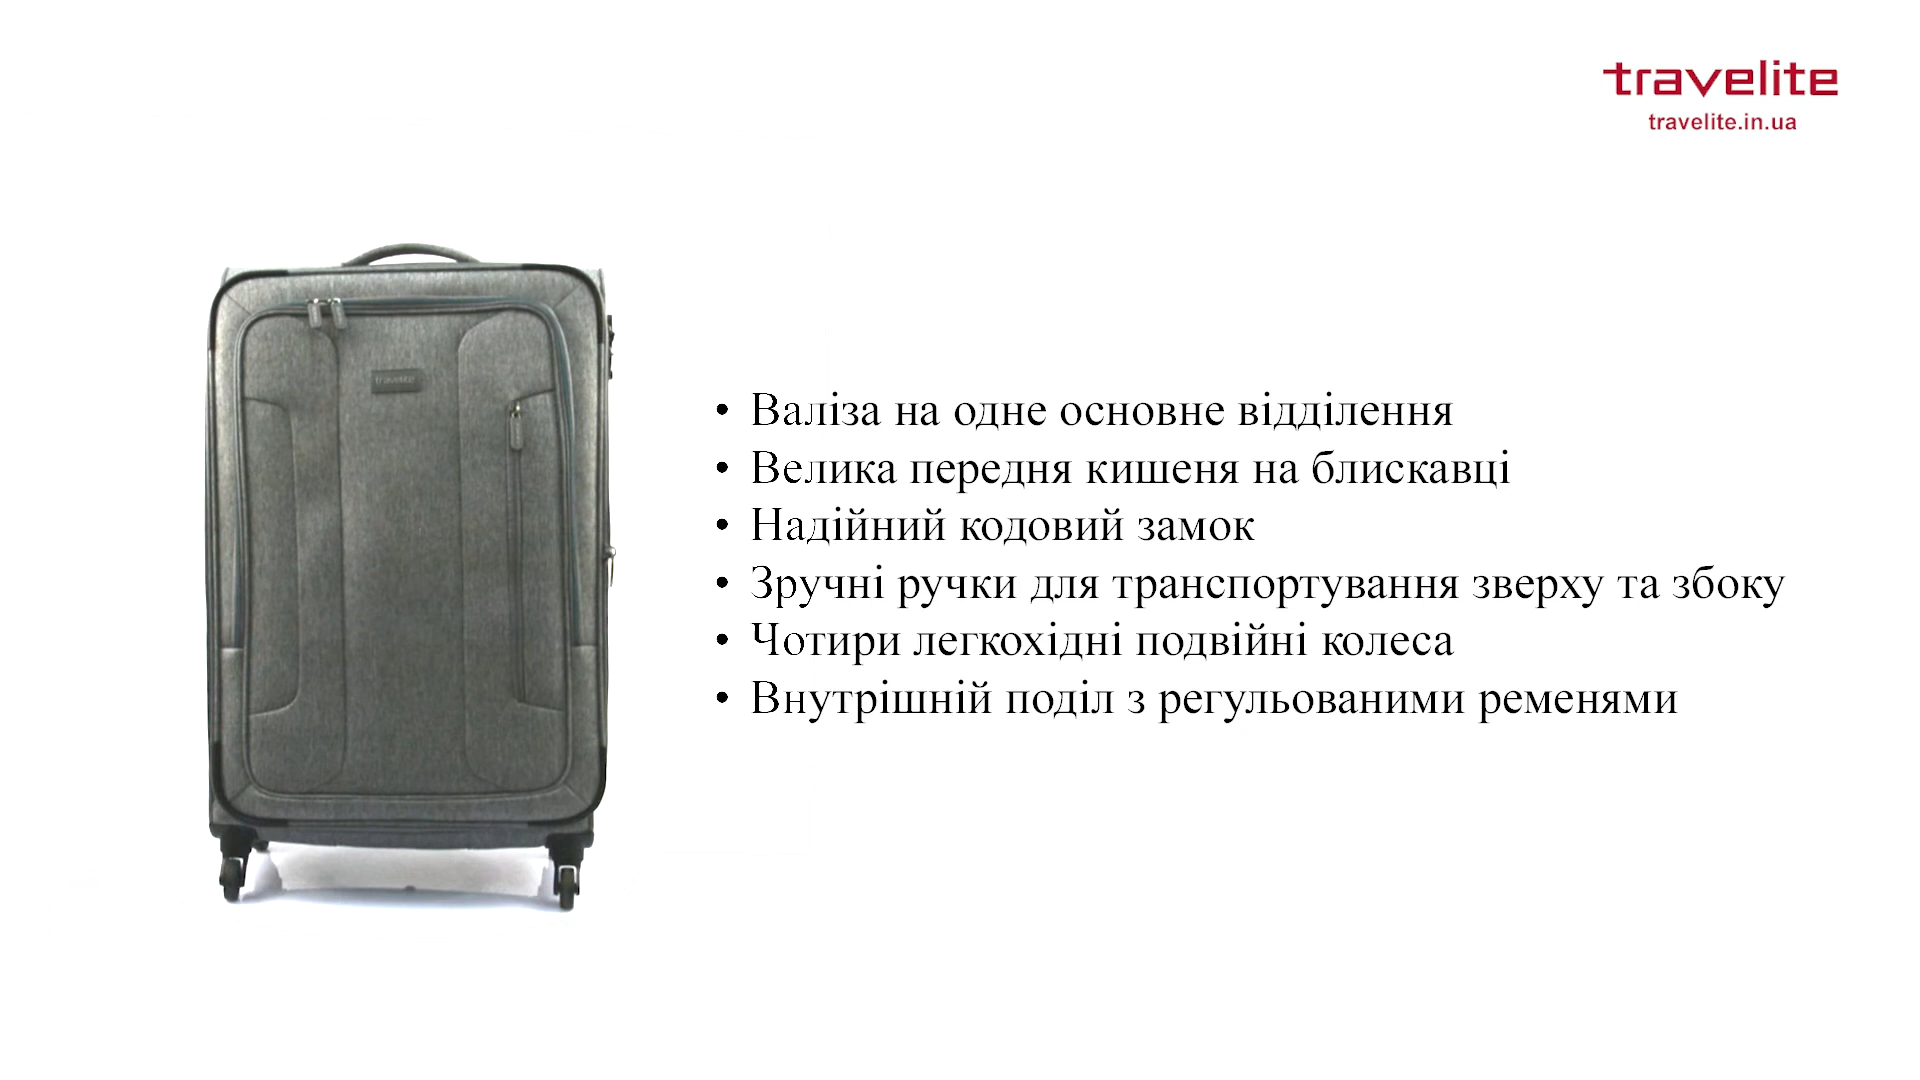 travelite
travelite.in.ua
travelite
• Валіза на одне основне відділення
• Велика передня кишеня на блискавці
• Надійний кодовий замок
• Зручні ручки для транспортування зверху та збоку
• Чотири легкохідні подвійні колеса
• Внутрішній поділ з регульованими ременями